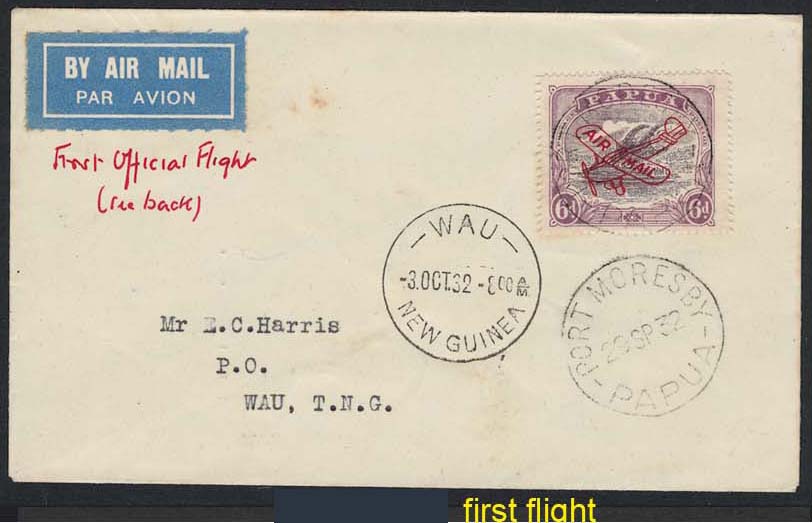 BY AIR MAIL
PAR AVION
First Official Flight
(see back)
PAPUA
AIR MAIL
6d 6d
WAU
-3.OCT.32-8 00 AM
NEW GUINEA
PORT MORESBY
SP 32
PAPUA
Mr E.C.Harris
P.O.
WAU, T.N.G.
first flight